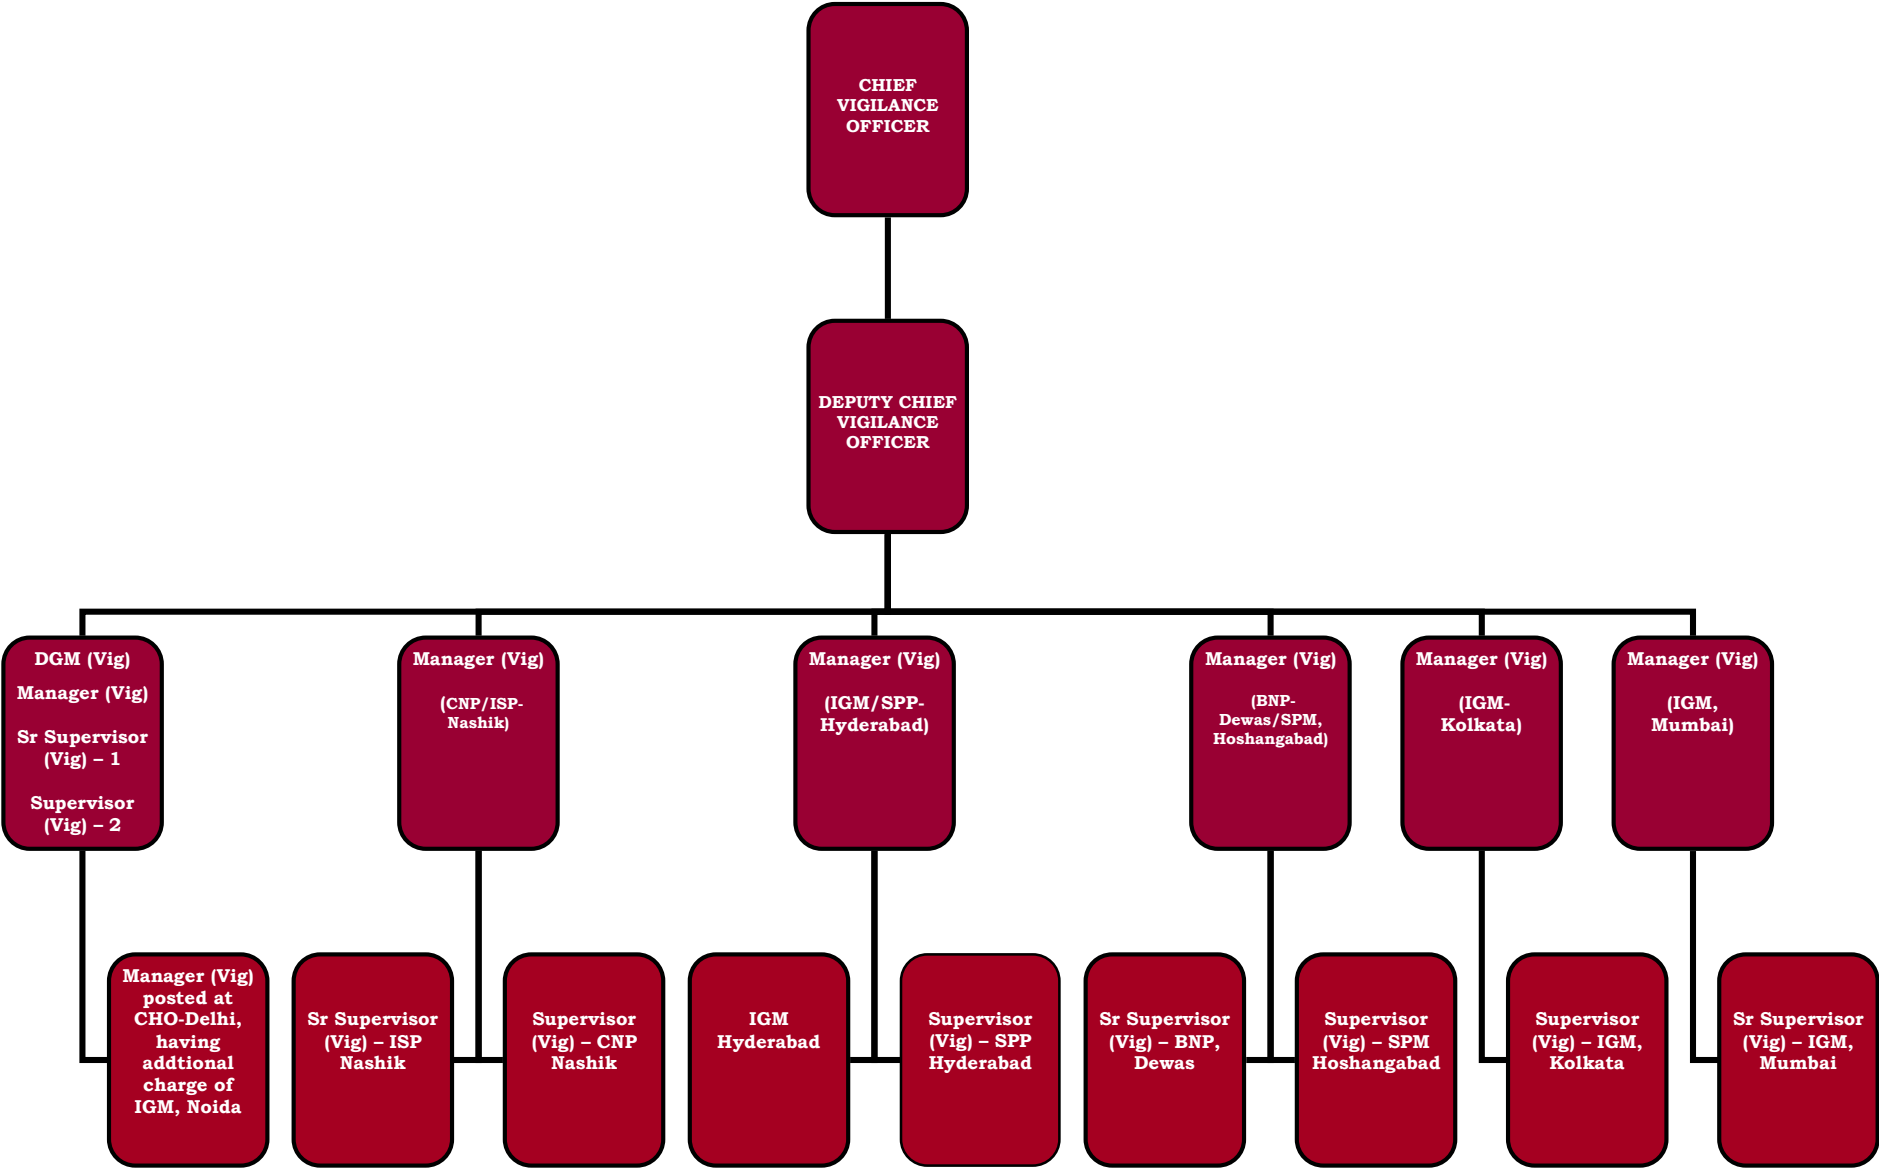 CHIEF
VIGILANCE
OFFICER
DEPUTY CHIEF
VIGILANCE
OFFICER
DGM (Vig)
Manager (Vig)
Sr Supervisor
(Vig) – 1
Supervisor
(Vig) – 2
Manager (Vig)
(CNP/ISP-
Nashik)
Manager (Vig)
(IGM/SPP-
Hyderabad)
Manager (Vig)
(BNP-
Dewas/SPM,
Hoshangabad)
Manager (Vig)
(IGM-
Kolkata)
Manager (Vig)
(IGM,
Mumbai)
Manager (Vig)
posted at
CHO-Delhi,
having
addtional
charge of
IGM, Noida
Sr Supervisor
(Vig) – ISP
Nashik
Supervisor
(Vig) – CNP
Nashik
IGM
Hyderabad
Supervisor
(Vig) – SPP
Hyderabad
Sr Supervisor
(Vig) – BNP,
Dewas
Supervisor
(Vig) – SPM
Hoshangabad
Supervisor
(Vig) – IGM,
Kolkata
Sr Supervisor
(Vig) – IGM,
Mumbai